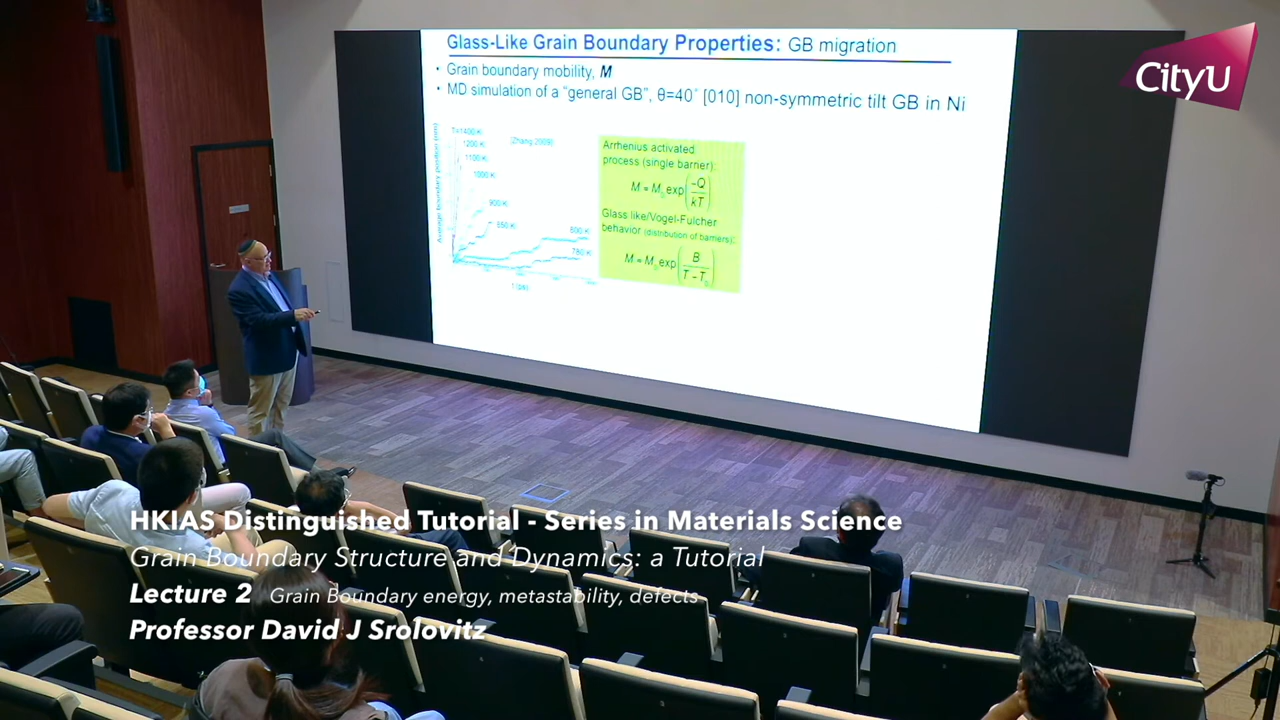 Glass-Like Grain Boundary Properties: GB migration
• Grain boundary mobility, M
• MD simulation of a "general GB", θ=40° [010] non-symmetric tilt GB in Ni
CityU
Average boundary position (nm)
T=1400 K
1200 K
1100 K
1000 K
900 K
850 K
800 K
780 K
t (ps)
[Zhang 2009]
Arrhenius activated
process (single barrier):
M = M₀ exp(-Q/kT)
Glass like/Vogel-Fulcher
behavior (distribution of barriers):
M = M₀ exp(B/T - T₀)
HKIAS Distinguished Tutorial - Series in Materials Science
Grain Boundary Structure and Dynamics: a Tutorial
Lecture 2 Grain Boundary energy, metastability, defects
Professor David J Srolovitz